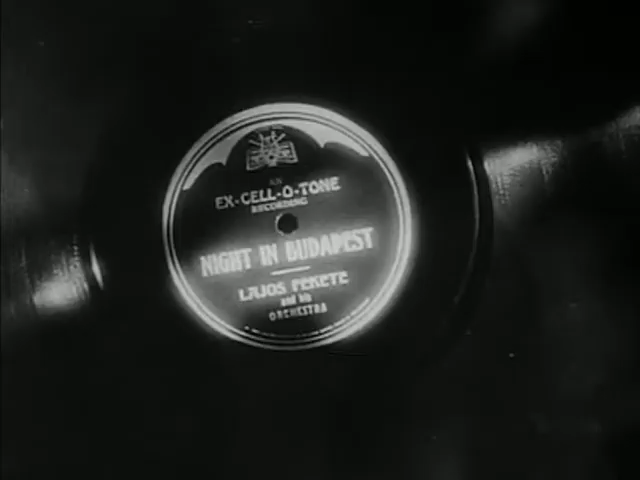 AN
EX-CELL-O-TONE
RECORDING
NIGHT IN BUDAPEST
LAJOS FEKETE
and his
ORCHESTRA